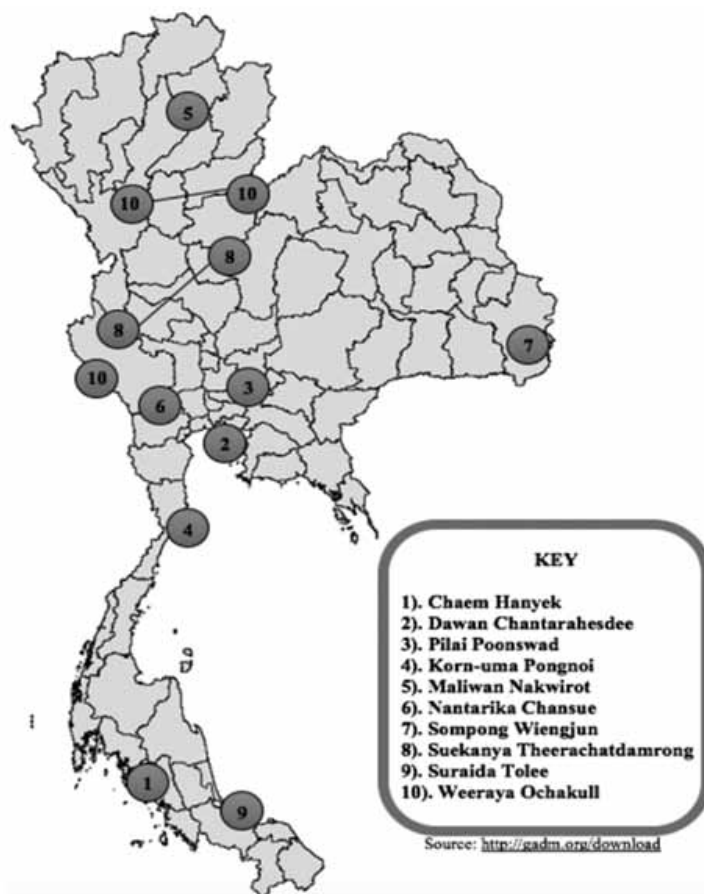 5
10
10
8
8
7
10
3
6
2
4
KEY
1). Chaem Hanyek
2). Dawan Chantarahesdee
3). Pilai Poonswad
4). Korn-uma Pongnoi
5). Maliwan Nakwirot
6). Nantarika Chansue
7). Sompong Wiengjun
8). Suekanya Theerachatdamrong
9). Suraida Tolee
10). Weeraya Ochakull
1
9
Source: http://gadm.org/download